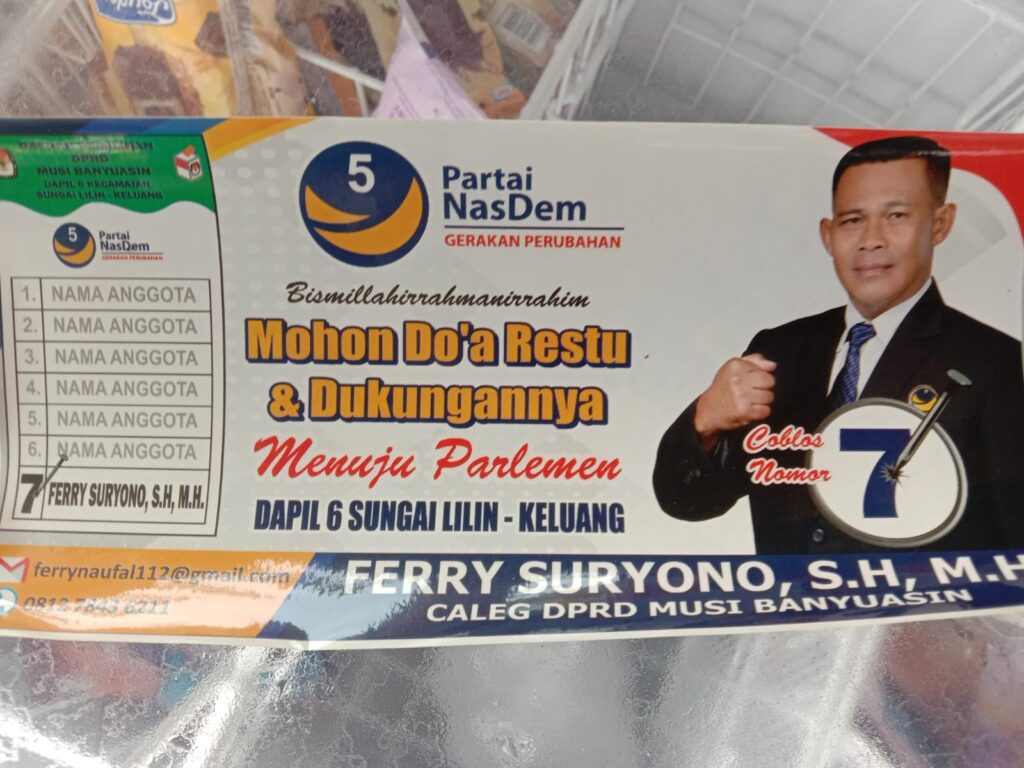 DPRD
MUSI BANYUASIN
DAPIL 6 KECAMATAN
SUNGAI LILIN - KELUANG
5
Partai
NasDem
GERAKAN PERUBAHAN
1. NAMA ANGGOTA
2. NAMA ANGGOTA
3. NAMA ANGGOTA
4. NAMA ANGGOTA
5. NAMA ANGGOTA
6. NAMA ANGGOTA
7 FERRY SURYONO, S.H, M.H.
ferrynaufal112@gmail.com
0812 7843 6211
5
Partai
NasDem
GERAKAN PERUBAHAN
Bismillahirrahmanirrahim
Mohon Do'a Restu
& Dukungannya
Menuju Parlemen
DAPIL 6 SUNGAI LILIN - KELUANG
Coblos
Nomor
7
FERRY SURYONO, S.H, M.H
CALEG DPRD MUSI BANYUASIN